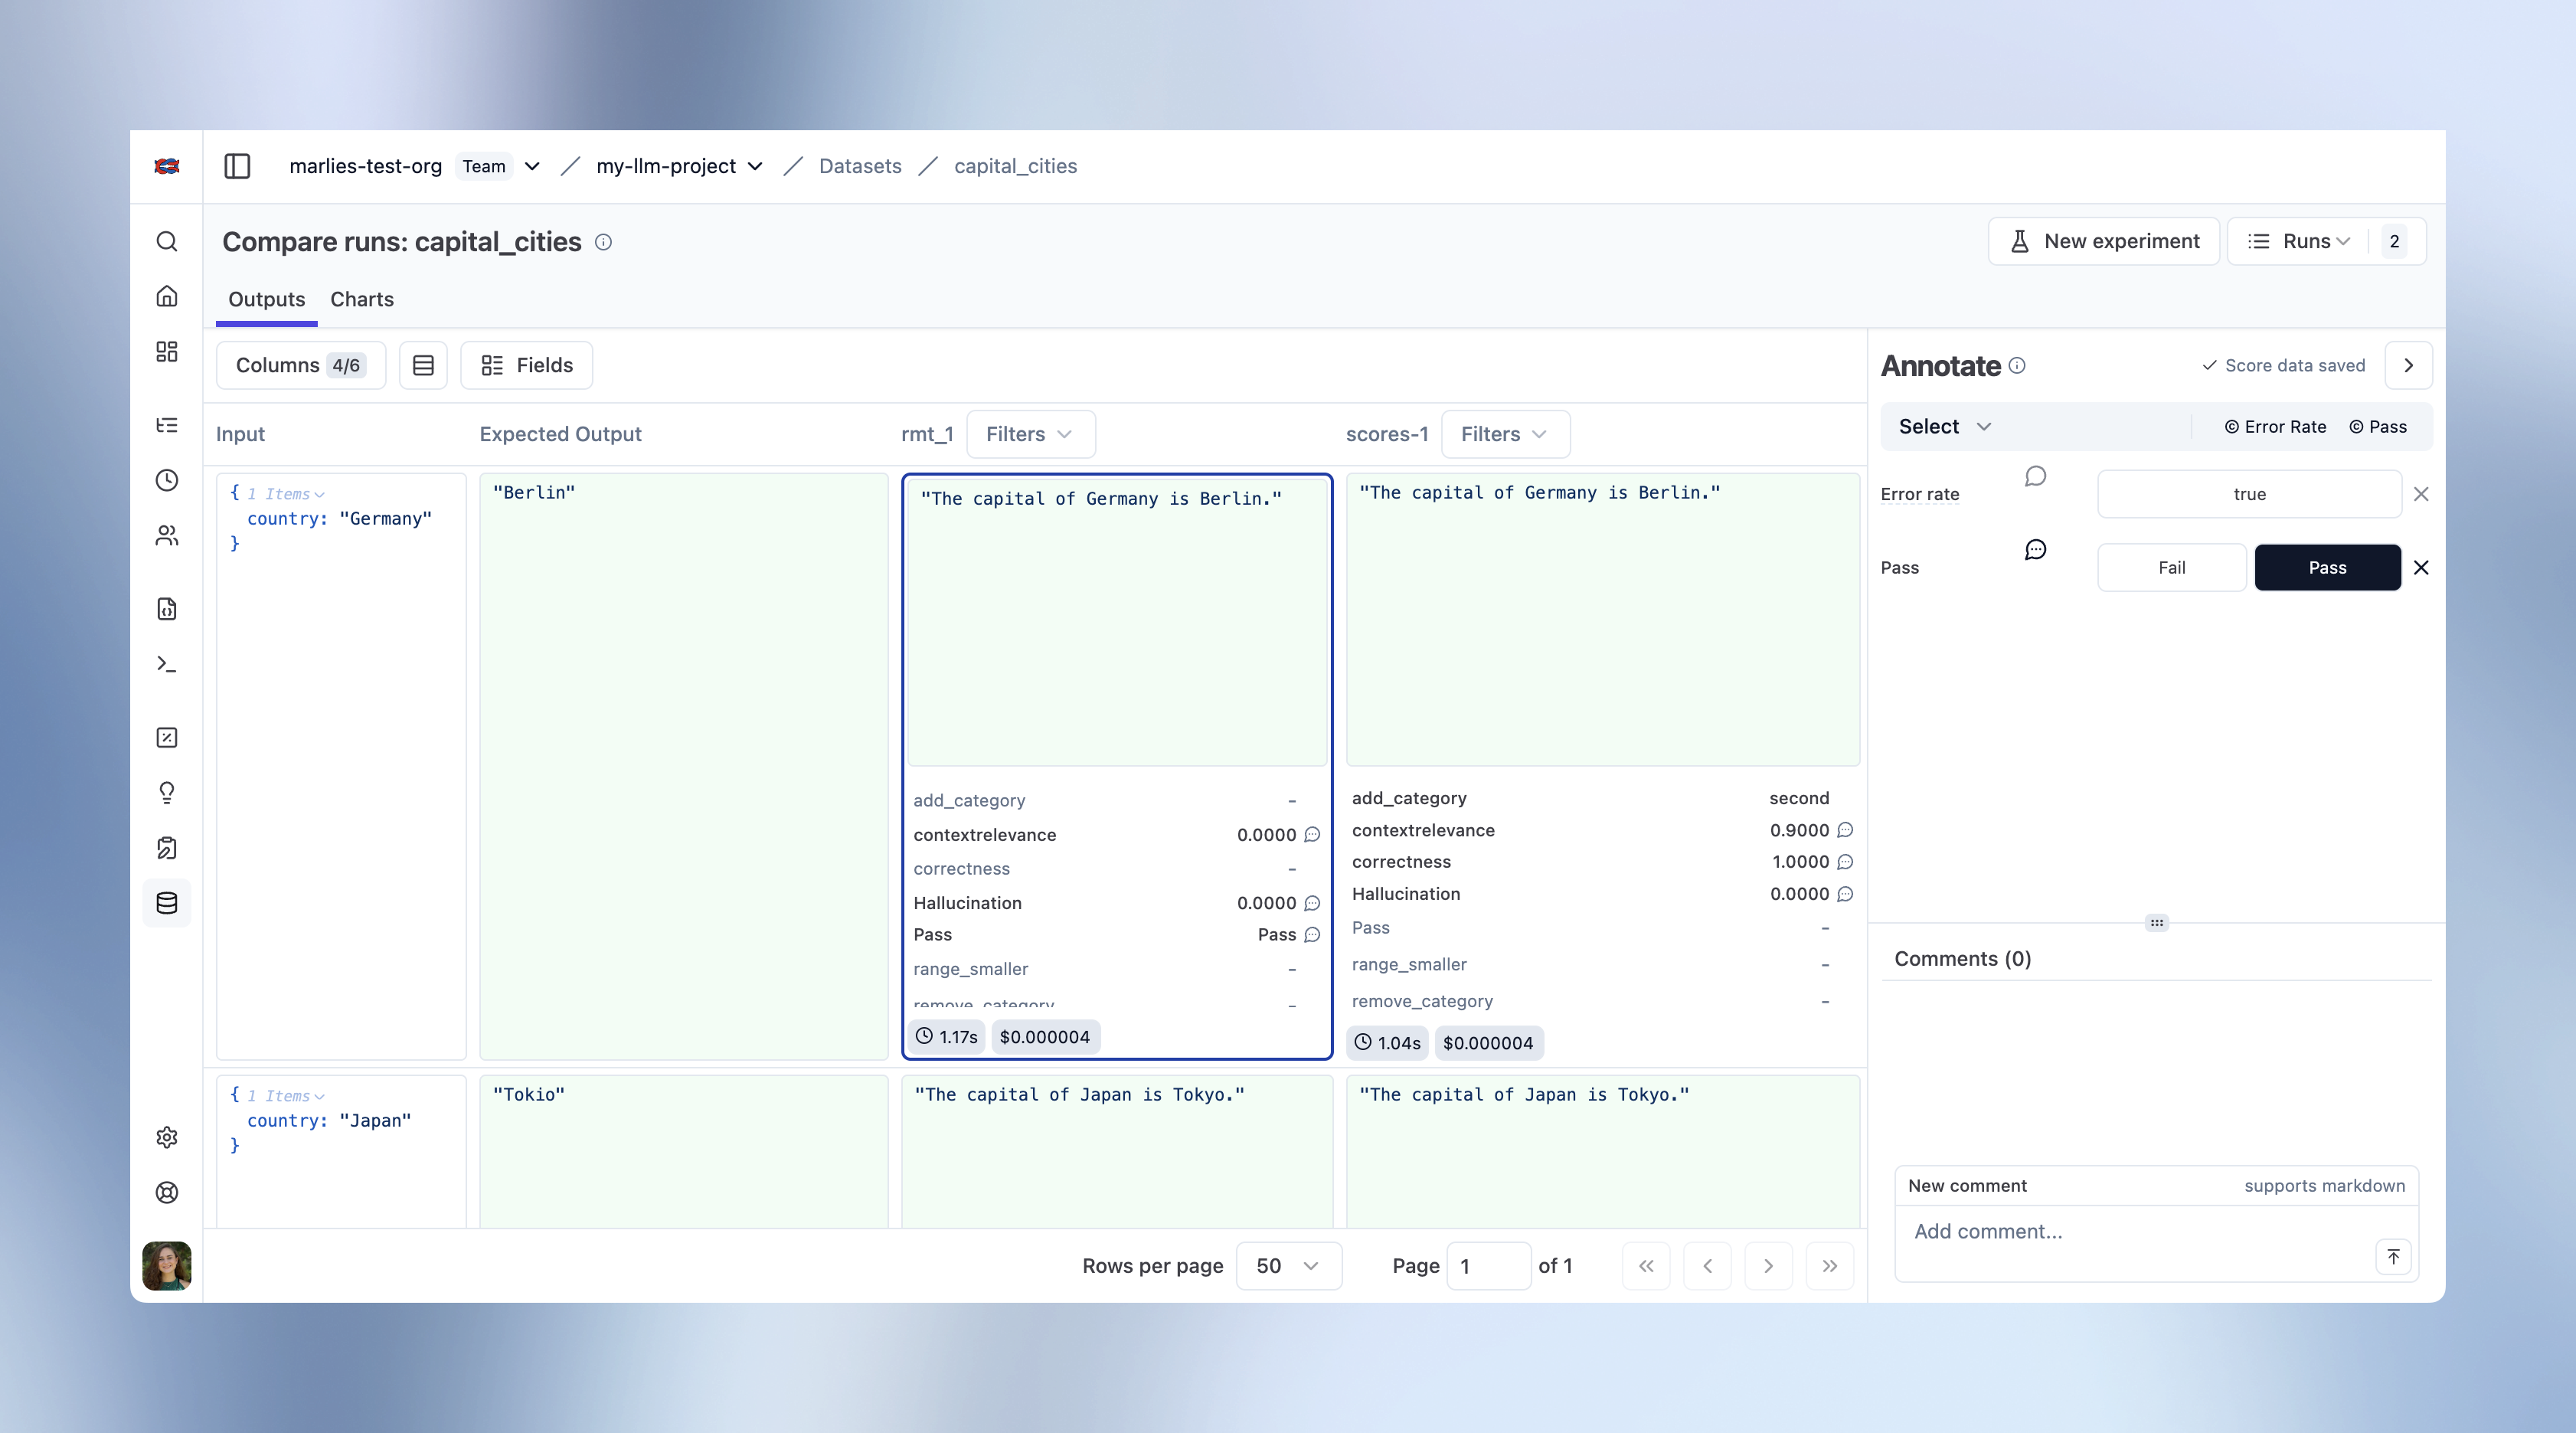 marlies-test-org Team / my-llm-project / Datasets / capital_cities
Compare runs: capital_cities
New experiment
Runs 2
Outputs Charts
Columns 4/6
Fields
Input
Expected Output
rmt_1 Filters
scores-1 Filters
{ 1 Items
country: "Germany"
}
"Berlin"
"The capital of Germany is Berlin."
add_category -
contextrelevance 0.0000
correctness -
Hallucination 0.0000
Pass Pass
range_smaller -
remove_category -
1.17s $0.000004
"The capital of Germany is Berlin."
add_category second
contextrelevance 0.9000
correctness 1.0000
Hallucination 0.0000
Pass -
range_smaller -
remove_category -
1.04s $0.000004
{ 1 Items
country: "Japan"
}
"Tokio"
"The capital of Japan is Tokyo."
"The capital of Japan is Tokyo."
Rows per page 50
Page 1 of 1
Annotate
Score data saved
Select
© Error Rate © Pass
Error rate true
Pass Fail Pass
Comments (0)
New comment supports markdown
Add comment...